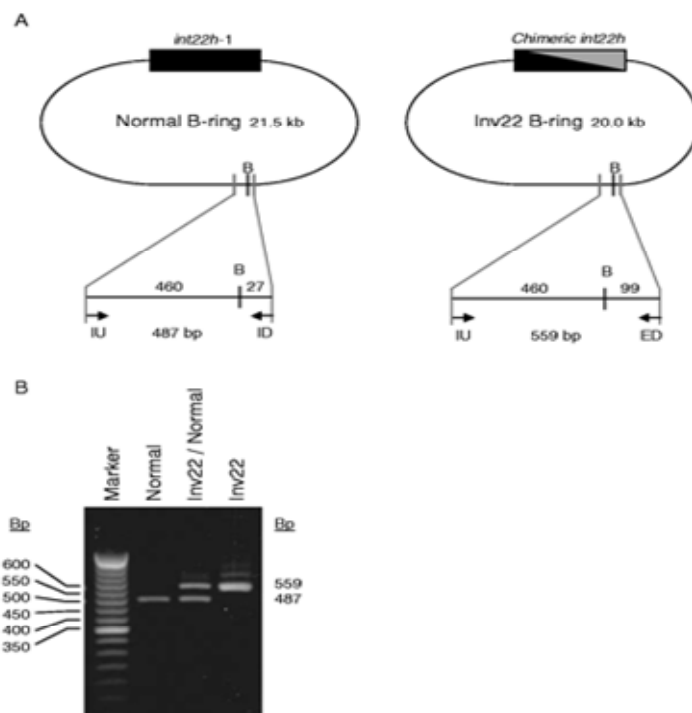 A
int22h-1
Normal B-ring 21.5 kb
B
B
460 27
IU 487 bp ID
Chimeric int22h
Inv22 B-ring 20.0 kb
B
B
460 99
IU 559 bp ED
B
Marker
Normal
Inv22 / Normal
Inv22
Bp
600
550
500
450
400
350
Bp
559
487